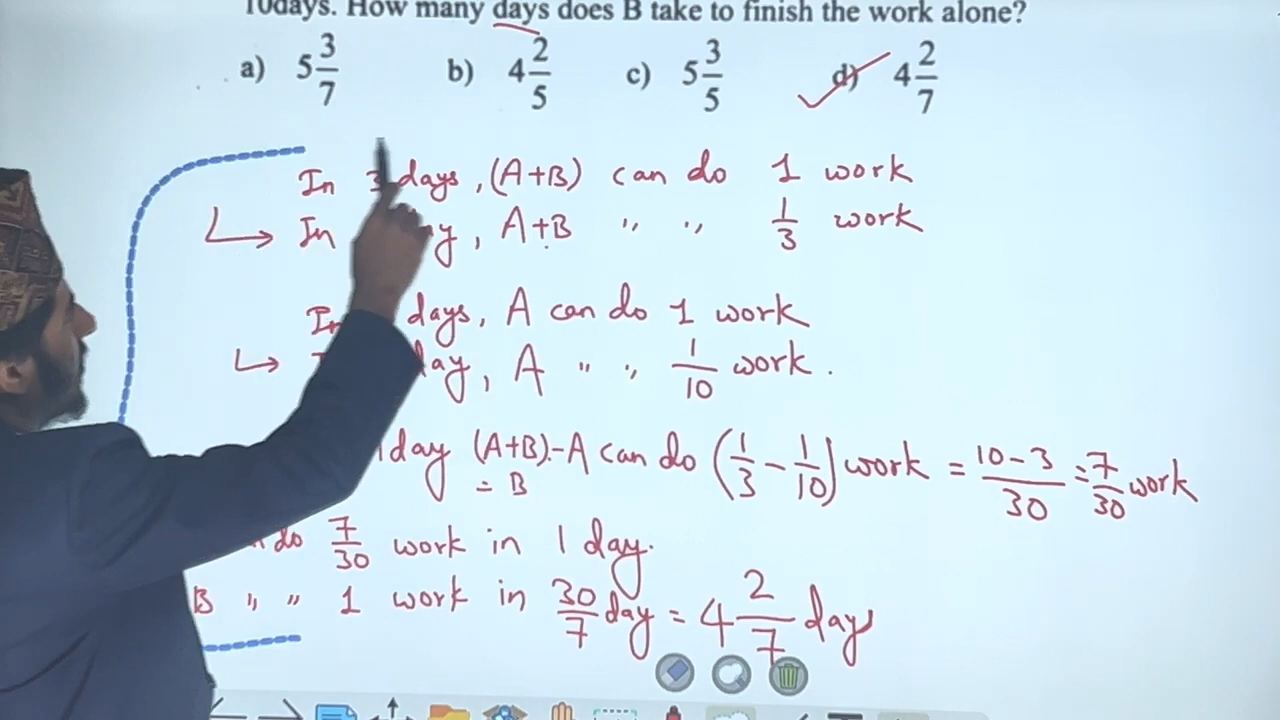 10days. How many days does B take to finish the work alone?
a) 5 3/7 b) 4 2/5 c) 5 3/5 d) 4 2/7
In 3 days, (A+B) can do 1 work
In y, A+B " " 1/3 work
In days, A can do 1 work
day, A " " 1/10 work.
1day (A+B)-A can do (1/3 - 1/10) work = 10-3/30 = 7/30 work
= B
do 7/30 work in 1 day.
B " " 1 work in 30/7 day = 4 2/7 days